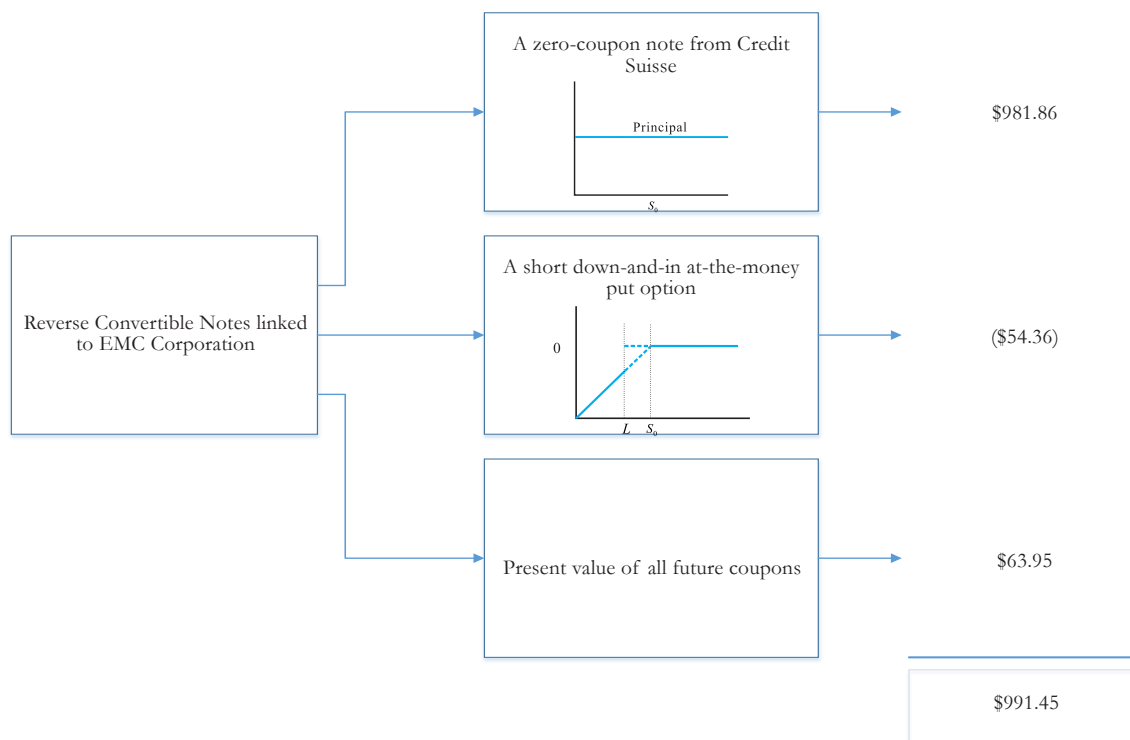 A zero-coupon note from Credit
Suisse
Principal
S₀
$981.86
Reverse Convertible Notes linked
to EMC Corporation
A short down-and-in at-the-money
put option
0
L S₀
($54.36)
Present value of all future coupons
$63.95
$991.45